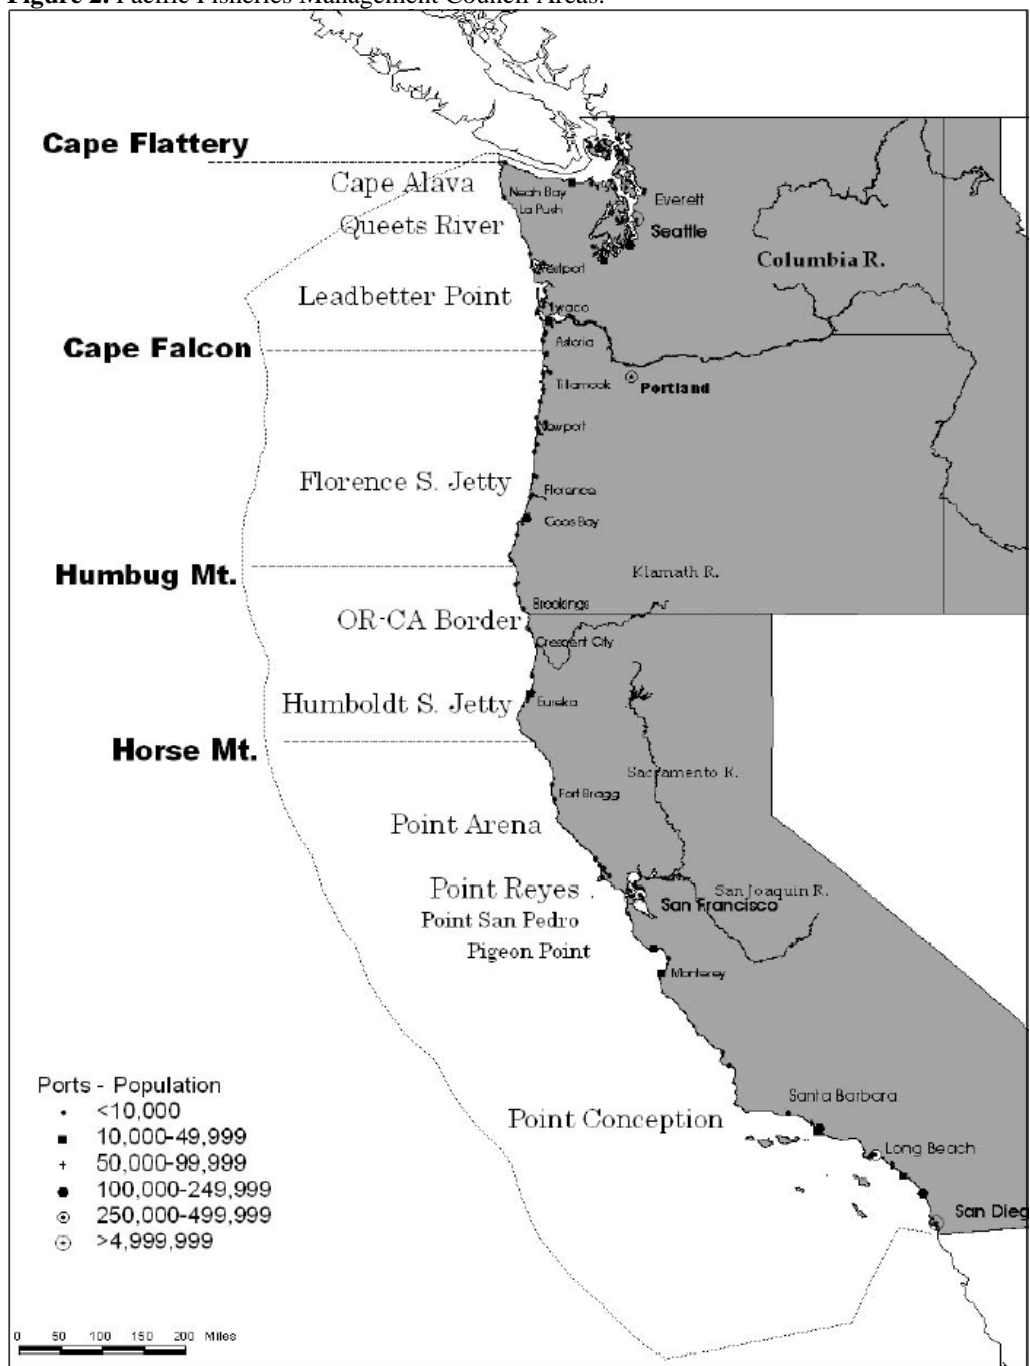 Figure 2. Pacific Fisheries Management Council Areas.
Cape Flattery
Cape Alava
Neah Bay
La Push
Everett
Queets River
Seattle
Columbia R.
Westport
Leadbetter Point
Ilwaco
Cape Falcon
Astoria
Tillamook
Portland
Newport
Florence S. Jetty
Florence
Coos Bay
Humbug Mt.
Klamath R.
Brookings
OR-CA Border
Crescent City
Humboldt S. Jetty
Eureka
Horse Mt.
Sacramento R.
Fort Bragg
Point Arena
Point Reyes
San Joaquin R.
San Francisco
Point San Pedro
Pigeon Point
Monterey
Ports - Population
<10,000
10,000-49,999
50,000-99,999
100,000-249,999
250,000-499,999
>4,999,999
Santa Barbara
Point Conception
Long Beach
San Dieg
0 50 100 150 200 Miles